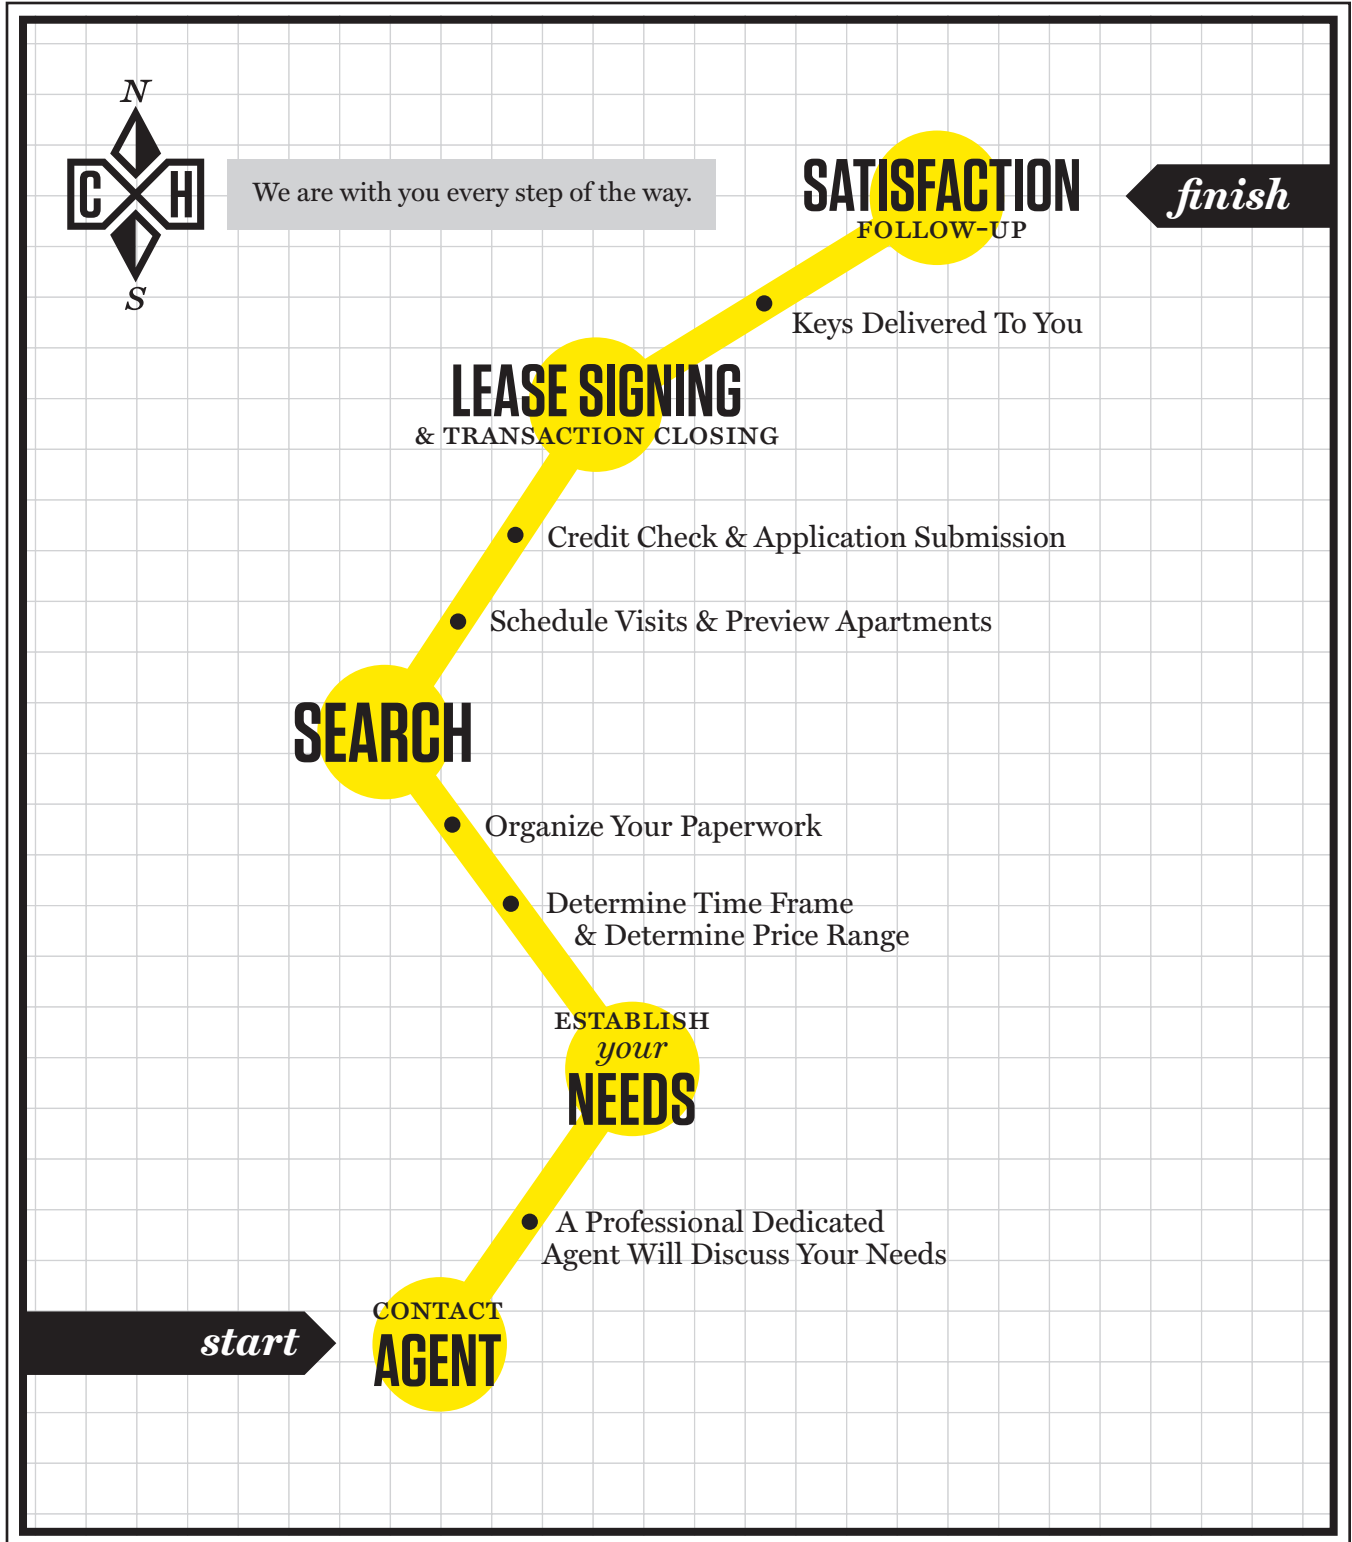 N
C H
S
We are with you every step of the way.
SATISFACTION
FOLLOW-UP
finish
Keys Delivered To You
LEASE SIGNING
& TRANSACTION CLOSING
Credit Check & Application Submission
Schedule Visits & Preview Apartments
SEARCH
Organize Your Paperwork
Determine Time Frame
& Determine Price Range
ESTABLISH
your
NEEDS
A Professional Dedicated
Agent Will Discuss Your Needs
start
CONTACT
AGENT